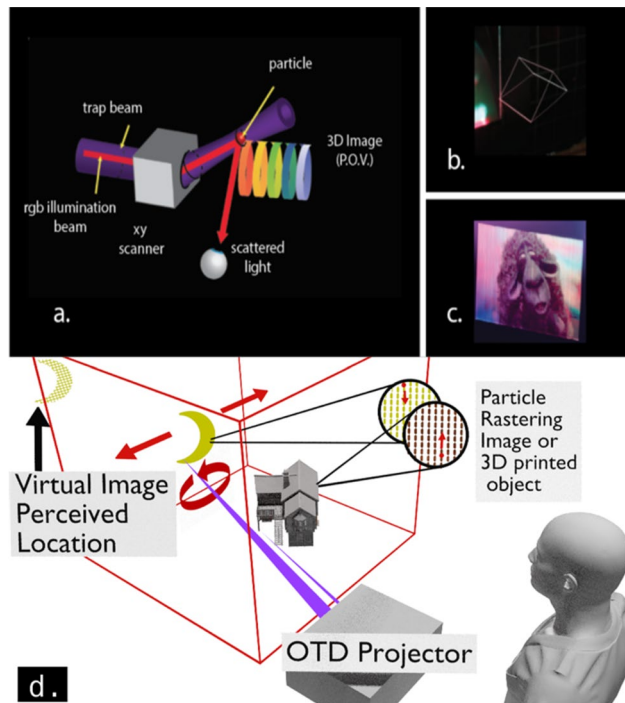 particle
trap beam
3D Image
(P.O.V.)
rgb illumination
beam
xy
scanner
scattered
light
a.
b.
c.
Particle
Rastering
Image or
3D printed
object
Virtual Image
Perceived
Location
OTD Projector
d.